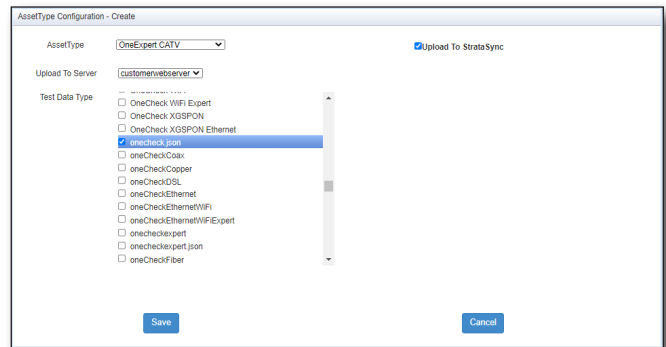 AssetType Configuration - Create
AssetType
OneExpert CATV
Upload To StrataSync
Upload To Server
customerwebserver
Test Data Type
OneCheck WiFi Expert
OneCheck XGSPON
OneCheck XGSPON Ethernet
onecheck.json
oneCheckCoax
oneCheckCopper
oneCheckDSL
oneCheckEthernet
oneCheckEthernetWiFi
oneCheckEthernetWiFiExpert
onecheckexpert
onecheckexpert.json
oneCheckFiber
Save
Cancel